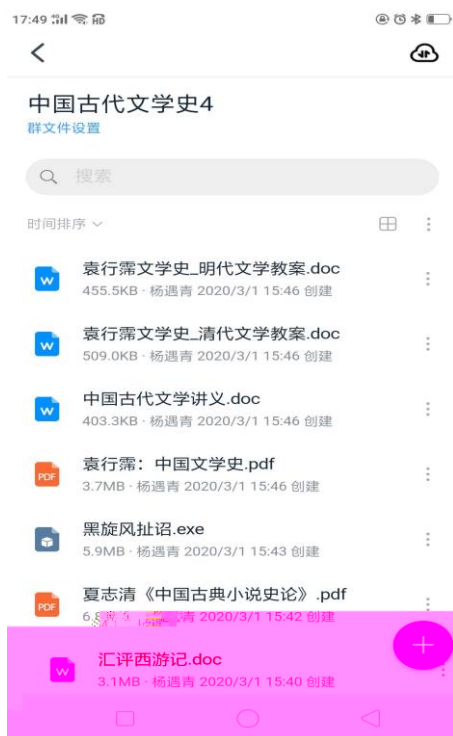 17:49
中国古代文学史4
群文件设置
搜索
时间排序
袁行霈文学史_明代文学教案.doc
455.5KB · 杨遇青 2020/3/1 15:46 创建
袁行霈文学史_清代文学教案.doc
509.0KB · 杨遇青 2020/3/1 15:46 创建
中国古代文学讲义.doc
403.3KB · 杨遇青 2020/3/1 15:46 创建
袁行霈：中国文学史.pdf
3.7MB · 杨遇青 2020/3/1 15:46 创建
黑旋风扯诏.exe
5.9MB · 杨遇青 2020/3/1 15:43 创建
夏志清《中国古典小说史论》.pdf
青 2020/3/1 15:42 创建
汇评西游记.doc
3.1MB · 杨遇青 2020/3/1 15:40 创建
W
W
W
PDF
PDF
W